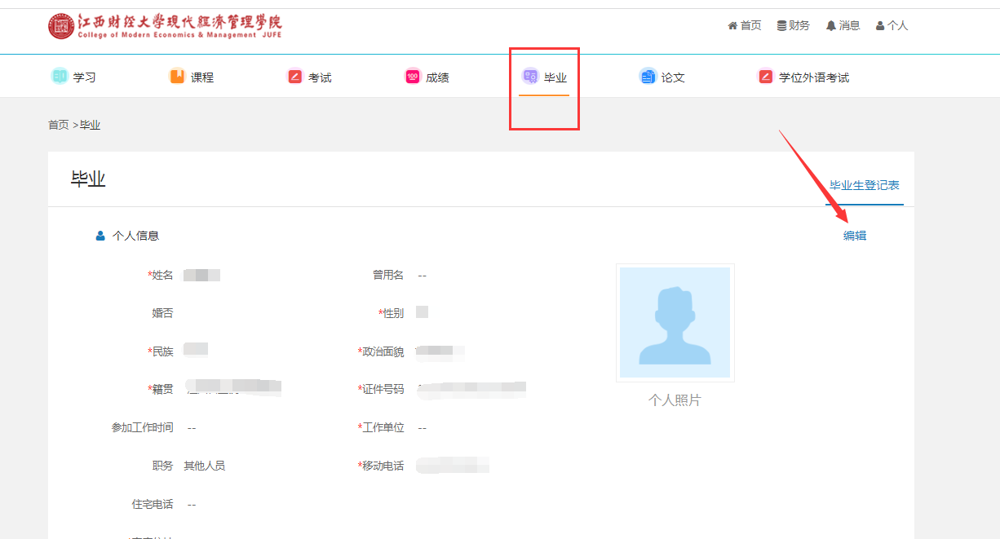 江西财经大学現代經濟管理學院
College of Modern Economics & Management JUFE
首页 财务 消息 个人
学习 课程 考试 100 成绩 毕业 论文 学位外语考试
首页 >毕业
毕业
毕业生登记表
个人信息
编辑
*姓名 曾用名 --
婚否 *性别
*民族 *政治面貌
*籍贯 *证件号码
个人照片
参加工作时间 -- *工作单位 --
职务 其他人员 *移动电话
住宅电话 --